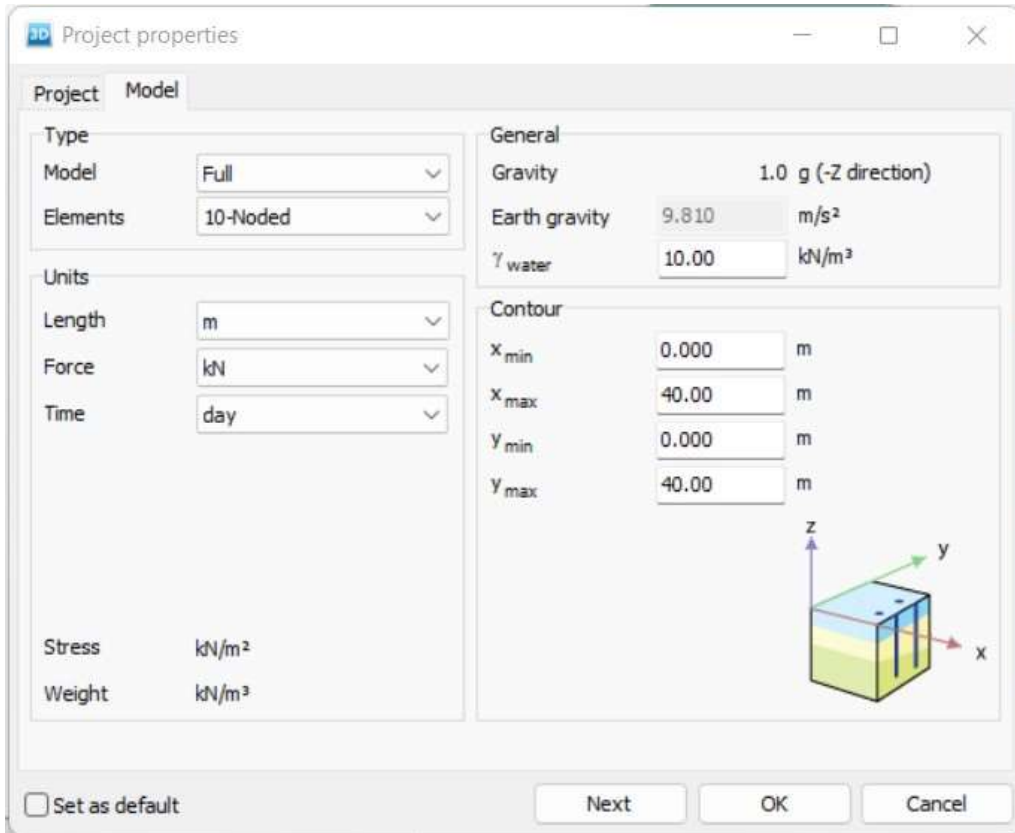 3D Project properties
Project Model
Type
Model Full
Elements 10-Noded
Units
Length m
Force kN
Time day
Stress kN/m²
Weight kN/m³
General
Gravity 1.0 g (-Z direction)
Earth gravity 9.810 m/s²
γ water 10.00 kN/m³
Contour
x min 0.000 m
x max 40.00 m
y min 0.000 m
y max 40.00 m
z
y
x
Set as default Next OK Cancel